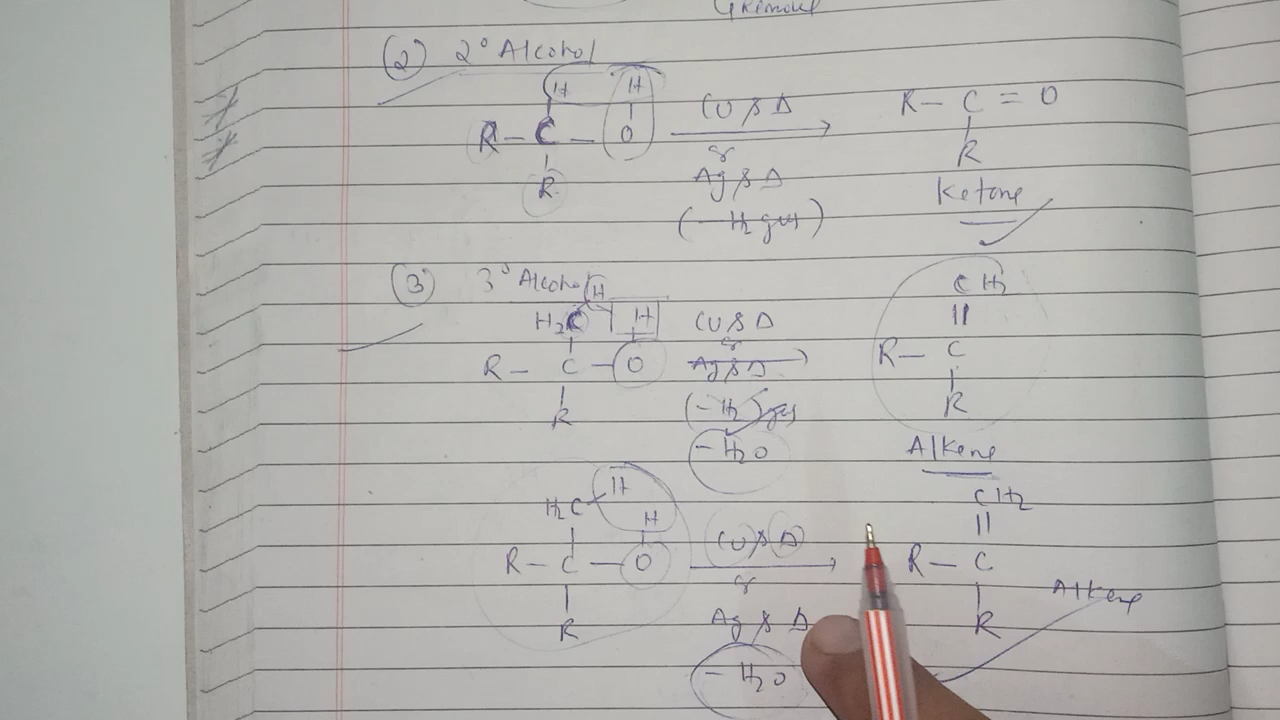 (2) 2° Alcohol
H H
R – C – O Cu & Δ R – C = O
R or R
Ag & Δ Ketone
(– H₂ gas)
(3) 3° Alcohol
H CH₂
H₂C H Cu & Δ ||
or
R – C – O Ag & Δ R – C
R (– H₂) gas R
– H₂O Alkene
H CH₂
H₂C H ||
R – C – O Cu & Δ R – C
or Alkene
R Ag & Δ R
– H₂O